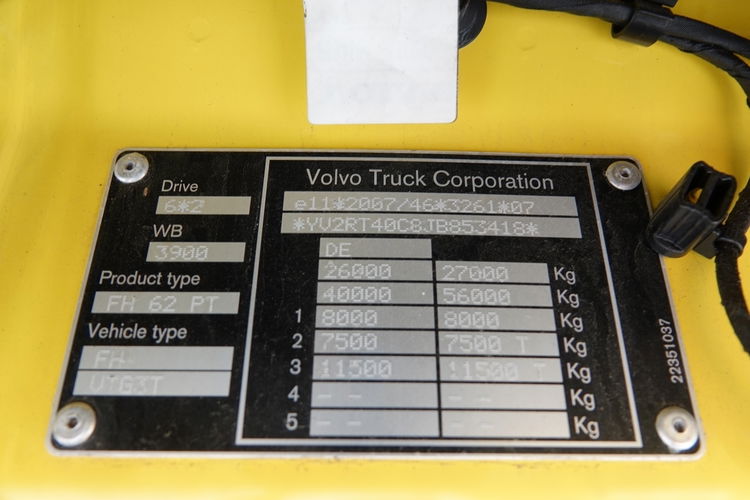 Drive
6*2
WB
3900
Product type
FH 62 PT
Vehicle type
FH
Volvo Truck Corporation
e11*2007/46*3261*07
*YV2RT40C8JB853418*
DE
26000 27000 Kg
40000 56000 Kg
1 8000 8000 Kg
2 7500 7500 T Kg
3 11500 11500 T Kg
4 - - - - Kg
5 - - - - Kg
22351037